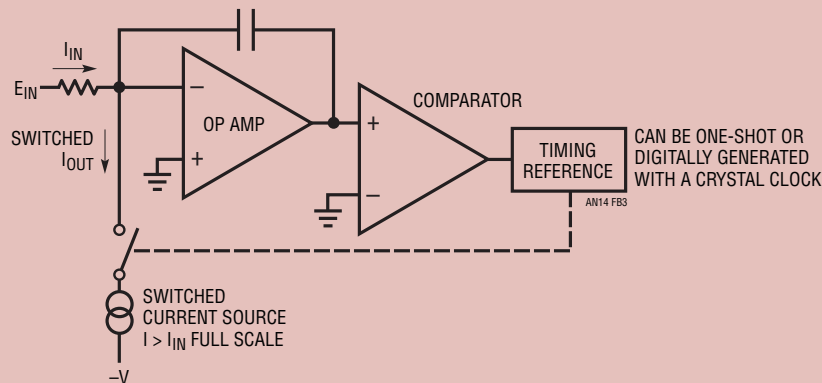 I_IN
E_IN
SWITCHED
I_OUT
−
OP AMP
+
COMPARATOR
+
−
TIMING
REFERENCE
CAN BE ONE-SHOT OR
DIGITALLY GENERATED
WITH A CRYSTAL CLOCK
AN14 FB3
SWITCHED
CURRENT SOURCE
I > I_IN FULL SCALE
–V